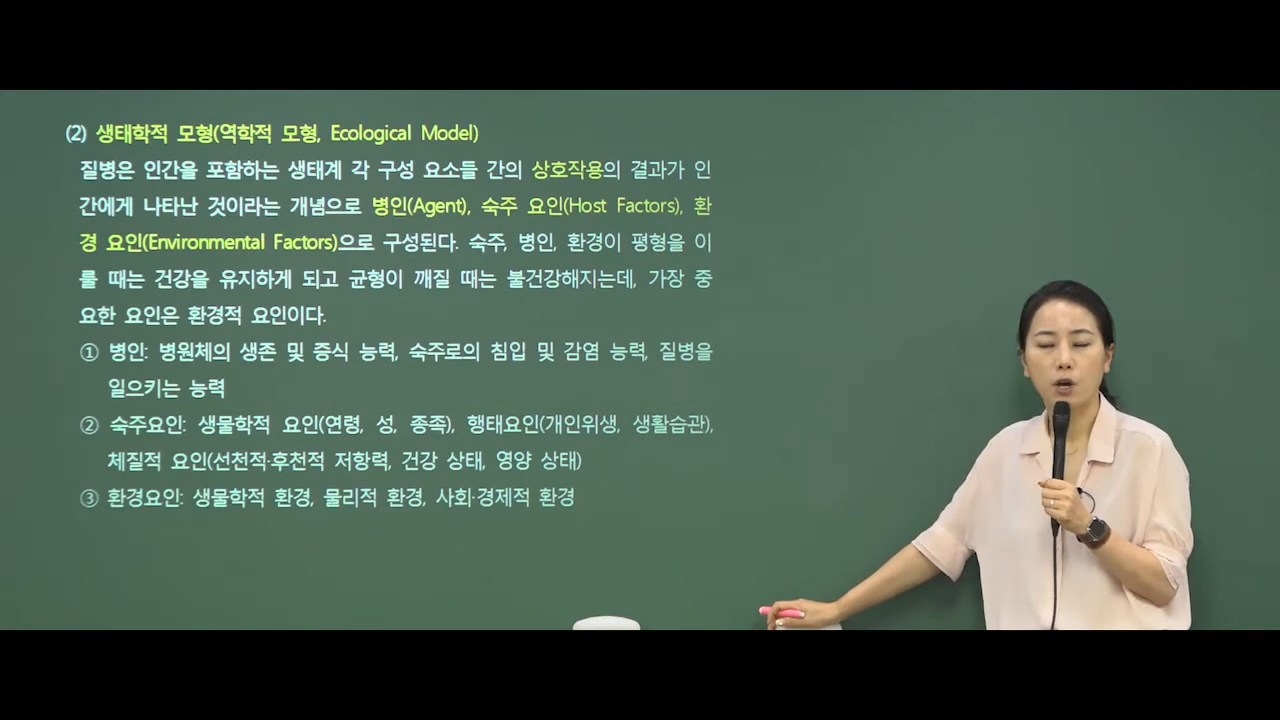 (2) 생태학적 모형(역학적 모형, Ecological Model)
질병은 인간을 포함하는 생태계 각 구성 요소들 간의 상호작용의 결과가 인
간에게 나타난 것이라는 개념으로 병인(Agent), 숙주 요인(Host Factors), 환
경 요인(Environmental Factors)으로 구성된다. 숙주, 병인, 환경이 평형을 이
룰 때는 건강을 유지하게 되고 균형이 깨질 때는 불건강해지는데, 가장 중
요한 요인은 환경적 요인이다.
① 병인: 병원체의 생존 및 증식 능력, 숙주로의 침입 및 감염 능력, 질병을
일으키는 능력
② 숙주요인: 생물학적 요인(연령, 성, 종족), 행태요인(개인위생, 생활습관),
체질적 요인(선천적·후천적 저항력, 건강 상태, 영양 상태)
③ 환경요인: 생물학적 환경, 물리적 환경, 사회·경제적 환경